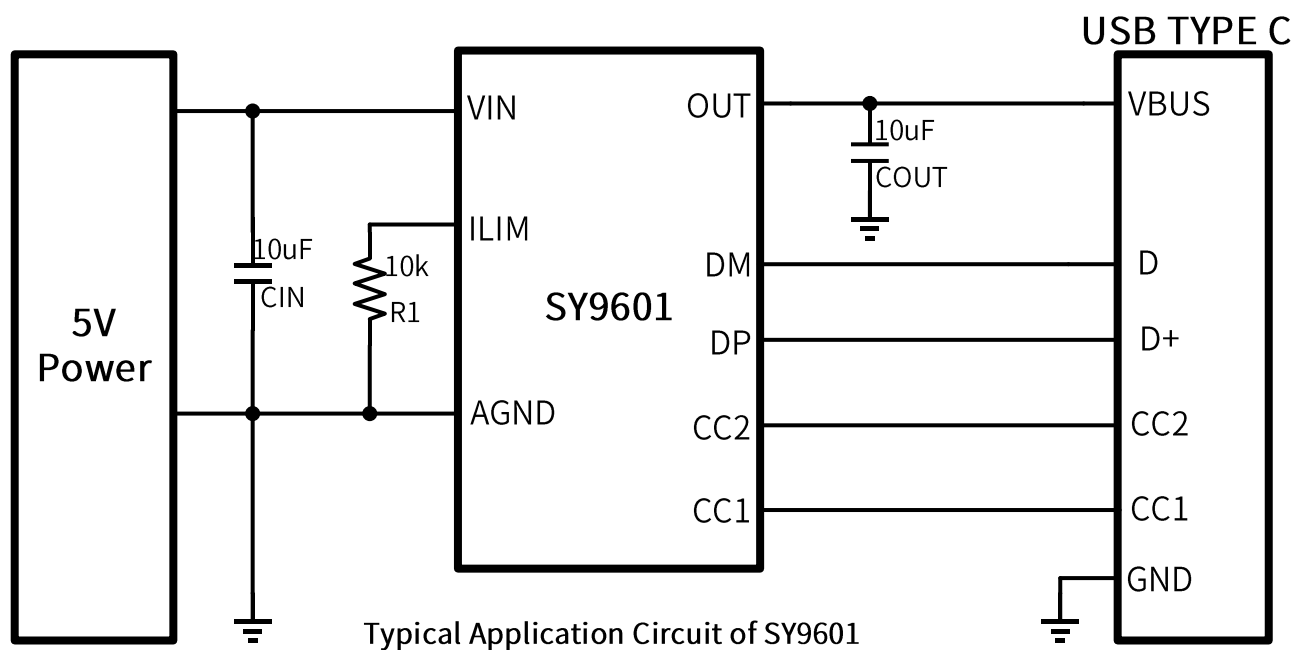 USB TYPE C
5V
Power
10uF
CIN
10k
R1
VIN
ILIM
AGND
SY9601
OUT
DM
DP
CC2
CC1
10uF
COUT
VBUS
D
D+
CC2
CC1
GND
Typical Application Circuit of SY9601